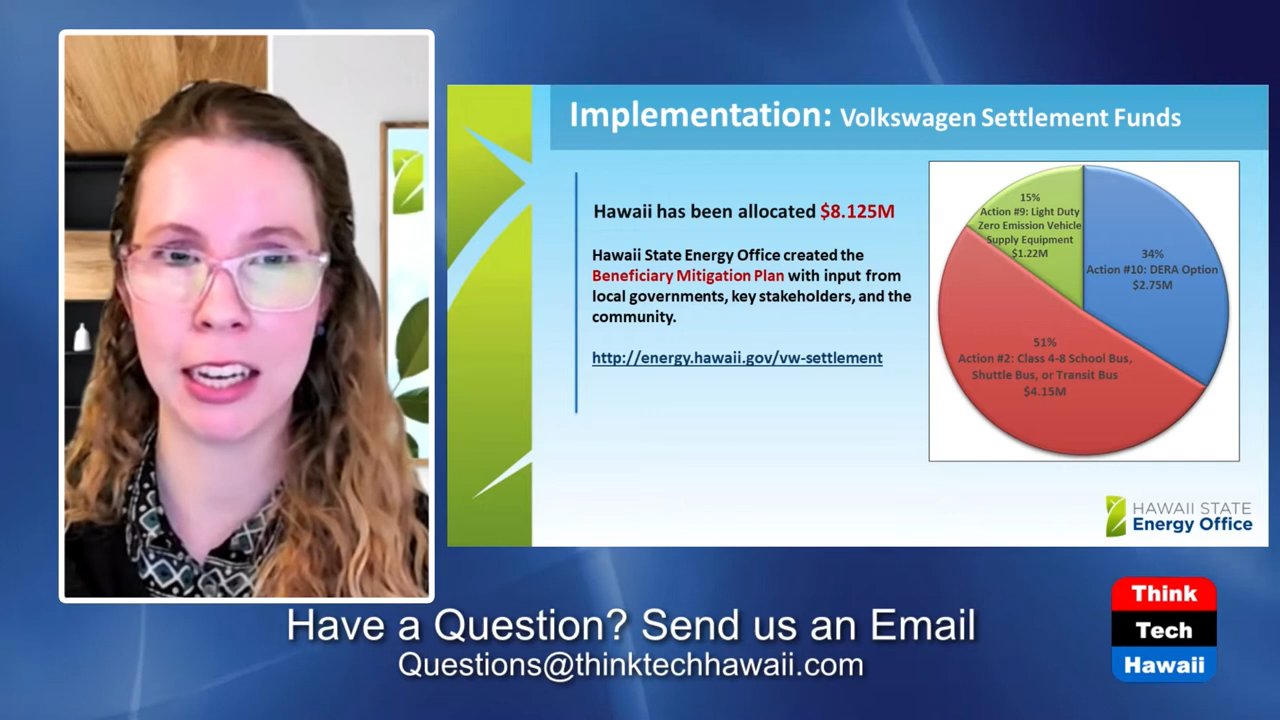 Implementation: Volkswagen Settlement Funds
Hawaii has been allocated $8.125M
Hawaii State Energy Office created the
Beneficiary Mitigation Plan with input from
local governments, key stakeholders, and the
community.
http://energy.hawaii.gov/vw-settlement
15%
Action #9: Light Duty
Zero Emission Vehicle
Supply Equipment
$1.22M
34%
Action #10: DERA Option
$2.75M
51%
Action #2: Class 4-8 School Bus,
Shuttle Bus, or Transit Bus
$4.15M
HAWAII STATE
Energy Office
Have a Question? Send us an Email
Questions@thinktechhawaii.com
Think
Tech
Hawaii